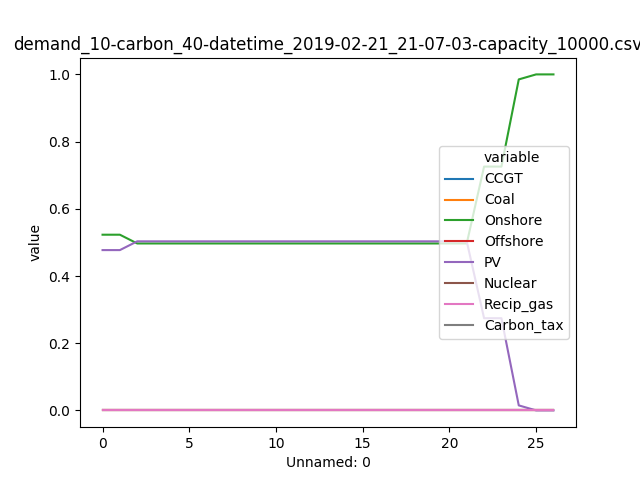 demand_10-carbon_40-datetime_2019-02-21_21-07-03-capacity_10000.csv
value
1.0
0.8
0.6
0.4
0.2
0.0
variable
CCGT
Coal
Onshore
Offshore
PV
Nuclear
Recip_gas
Carbon_tax
0 5 10 15 20 25
Unnamed: 0